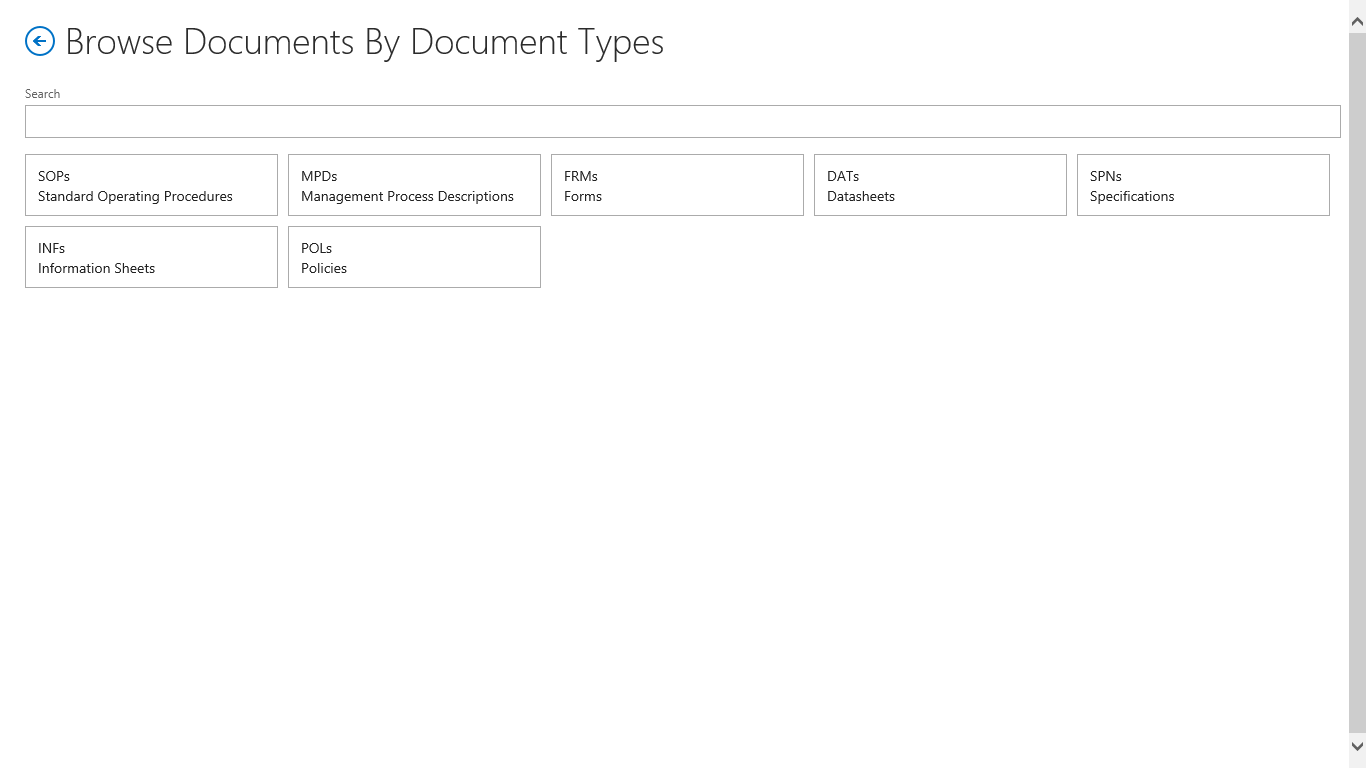 Browse Documents By Document Types
Search
SOPs
Standard Operating Procedures
MPDs
Management Process Descriptions
FRMs
Forms
DATs
Datasheets
SPNs
Specifications
INFs
Information Sheets
POLs
Policies